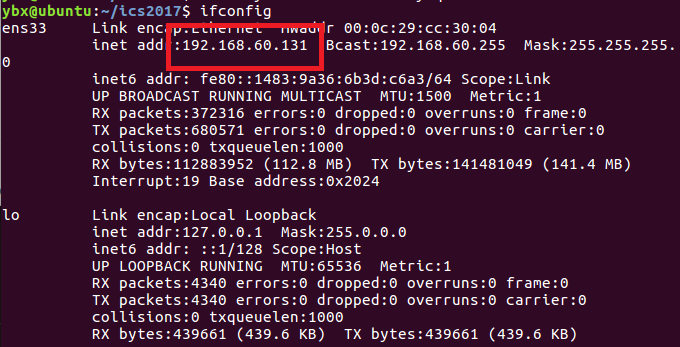 ybx@ubuntu:~/ics2017$ ifconfig
ens33 Link encap:Ethernet HWaddr 00:0c:29:cc:30:04
inet addr:192.168.60.131 Bcast:192.168.60.255 Mask:255.255.255.
0
inet6 addr: fe80::1483:9a36:6b3d:c6a3/64 Scope:Link
UP BROADCAST RUNNING MULTICAST MTU:1500 Metric:1
RX packets:372316 errors:0 dropped:0 overruns:0 frame:0
TX packets:680571 errors:0 dropped:0 overruns:0 carrier:0
collisions:0 txqueuelen:1000
RX bytes:112883952 (112.8 MB) TX bytes:141481049 (141.4 MB)
Interrupt:19 Base address:0x2024
lo Link encap:Local Loopback
inet addr:127.0.0.1 Mask:255.0.0.0
inet6 addr: ::1/128 Scope:Host
UP LOOPBACK RUNNING MTU:65536 Metric:1
RX packets:4340 errors:0 dropped:0 overruns:0 frame:0
TX packets:4340 errors:0 dropped:0 overruns:0 carrier:0
collisions:0 txqueuelen:1000
RX bytes:439661 (439.6 KB) TX bytes:439661 (439.6 KB)